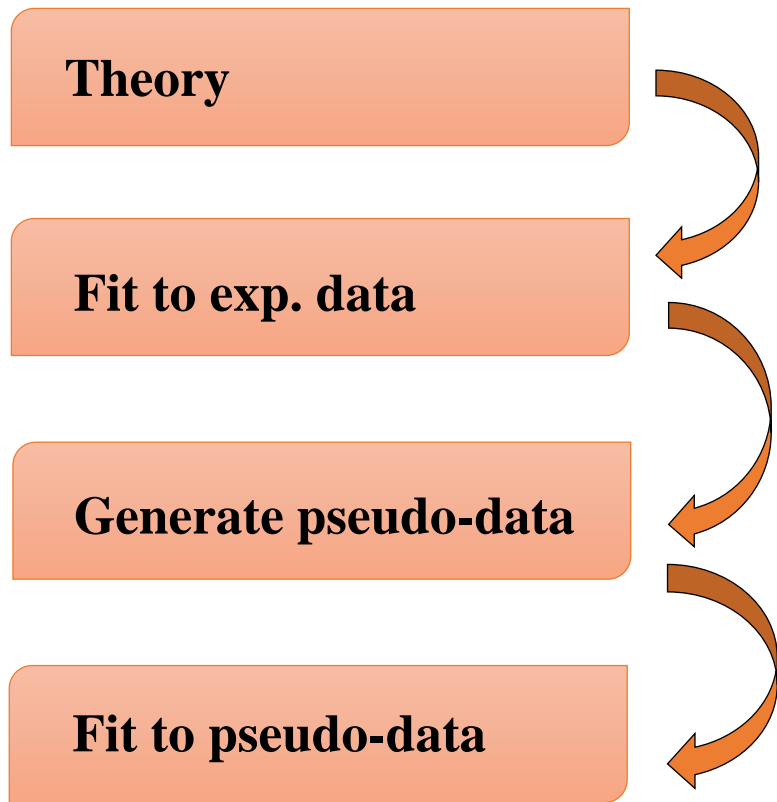 Theory
Fit to exp. data
Generate pseudo-data
Fit to pseudo-data